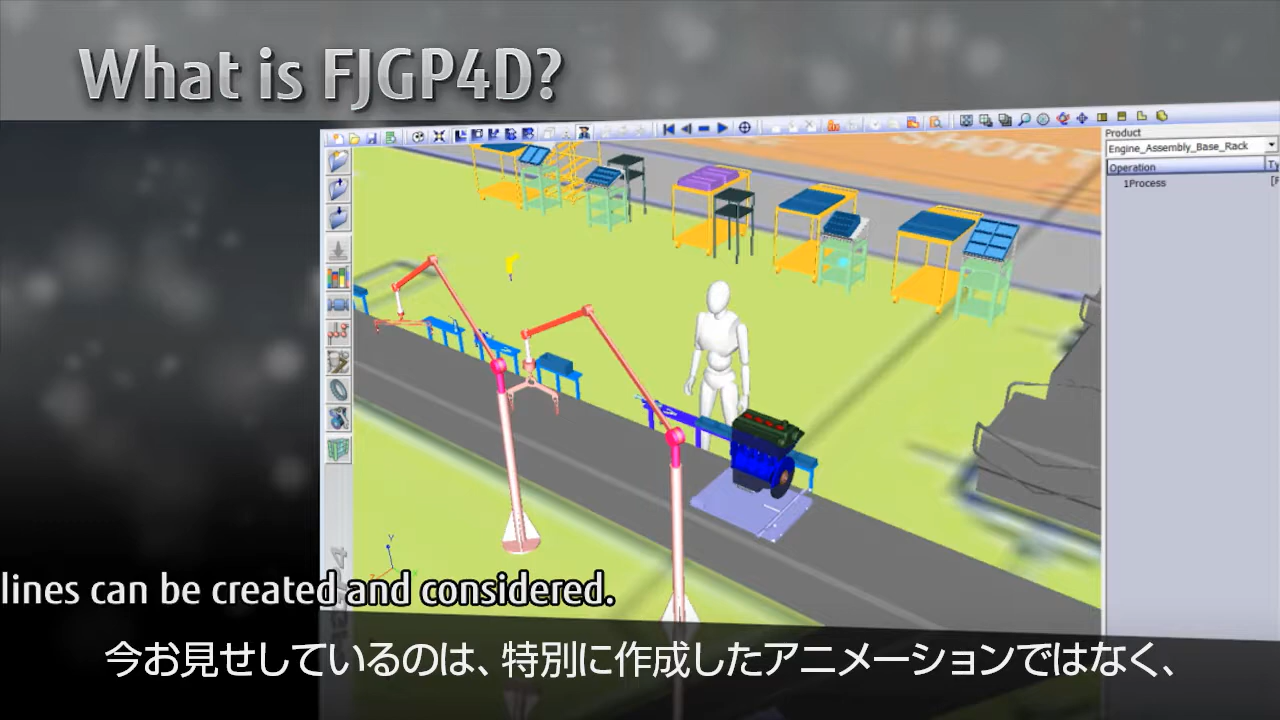 What is FJGP4D?
SHORT
Product
Engine_Assembly_Base_Rack
Operation
1Process
Y
lines can be created and considered.
今お見せしているのは、特別に作成したアニメーションではなく、